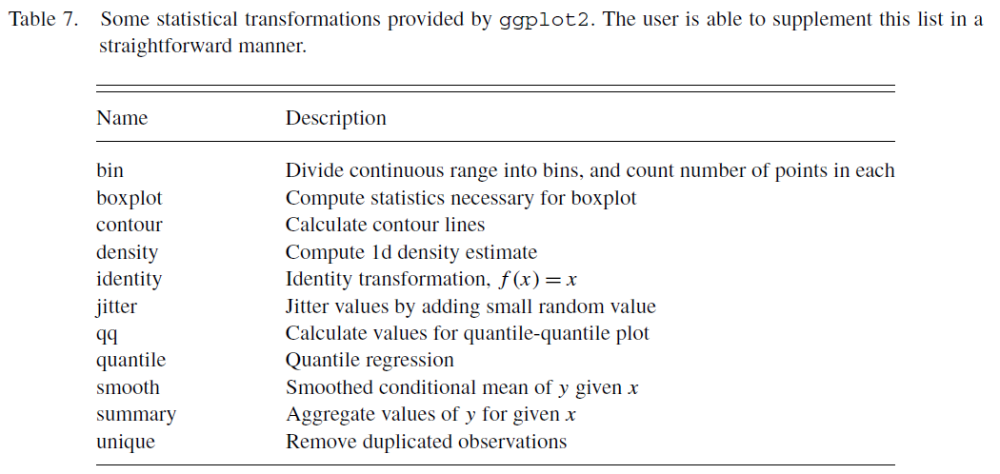 Table 7. Some statistical transformations provided by ggplot2. The user is able to supplement this list in a
straightforward manner.
Name Description
bin Divide continuous range into bins, and count number of points in each
boxplot Compute statistics necessary for boxplot
contour Calculate contour lines
density Compute 1d density estimate
identity Identity transformation, f(x) = x
jitter Jitter values by adding small random value
qq Calculate values for quantile-quantile plot
quantile Quantile regression
smooth Smoothed conditional mean of y given x
summary Aggregate values of y for given x
unique Remove duplicated observations